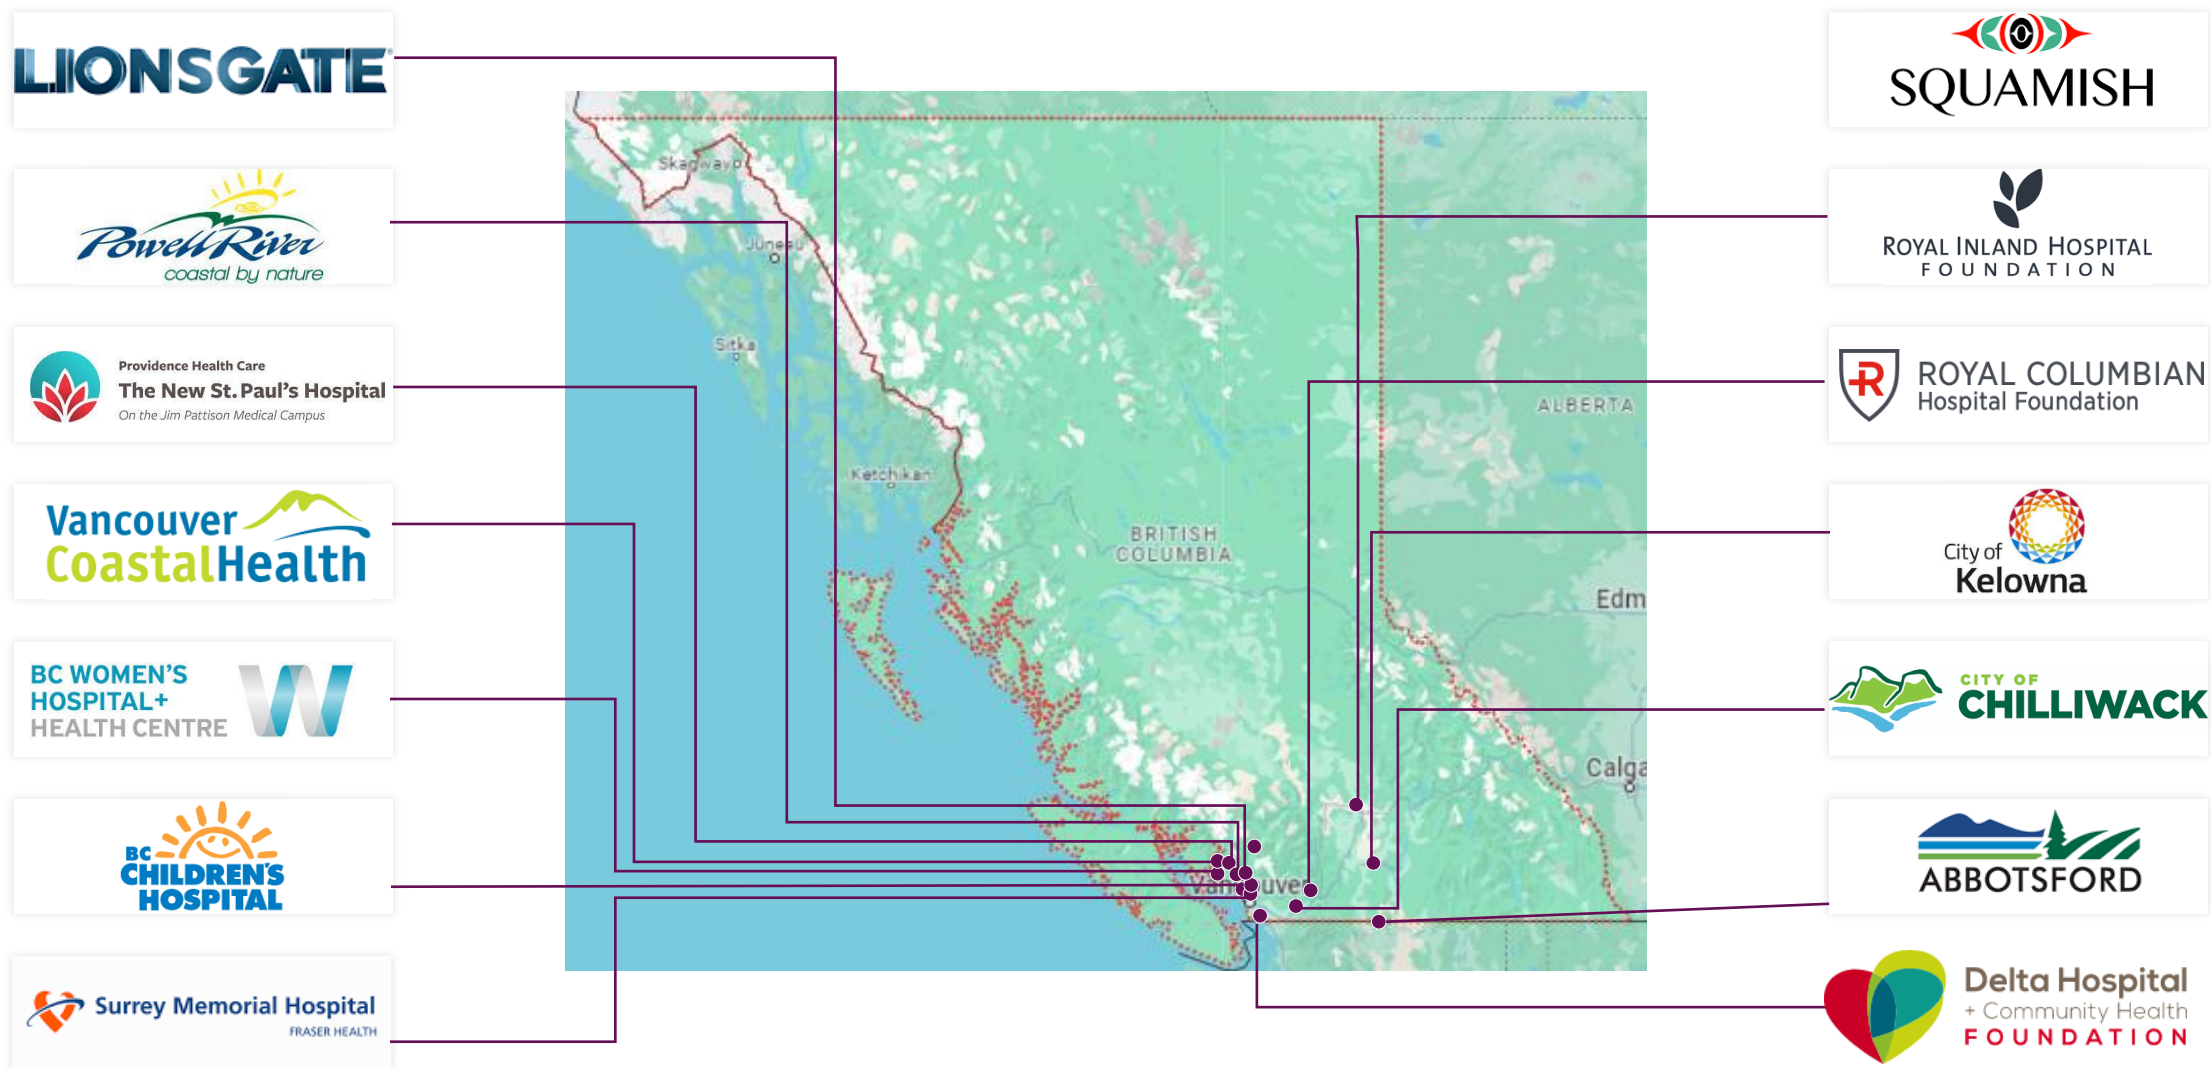 LIONSGATE
Powell River
coastal by nature
Providence Health Care
The New St. Paul's Hospital
On the Jim Pattison Medical Campus
Vancouver
CoastalHealth
BC WOMEN'S
HOSPITAL+
HEALTH CENTRE
BC
CHILDREN'S
HOSPITAL
Surrey Memorial Hospital
FRASER HEALTH
Skagway
Juneau
Sitka
Ketchikan
BRITISH
COLUMBIA
ALBERTA
Edm
Calga
Vancouver
SQUAMISH
ROYAL INLAND HOSPITAL
FOUNDATION
ROYAL COLUMBIAN
Hospital Foundation
City of
Kelowna
CITY OF
CHILLIWACK
ABBOTSFORD
Delta Hospital
+ Community Health
FOUNDATION